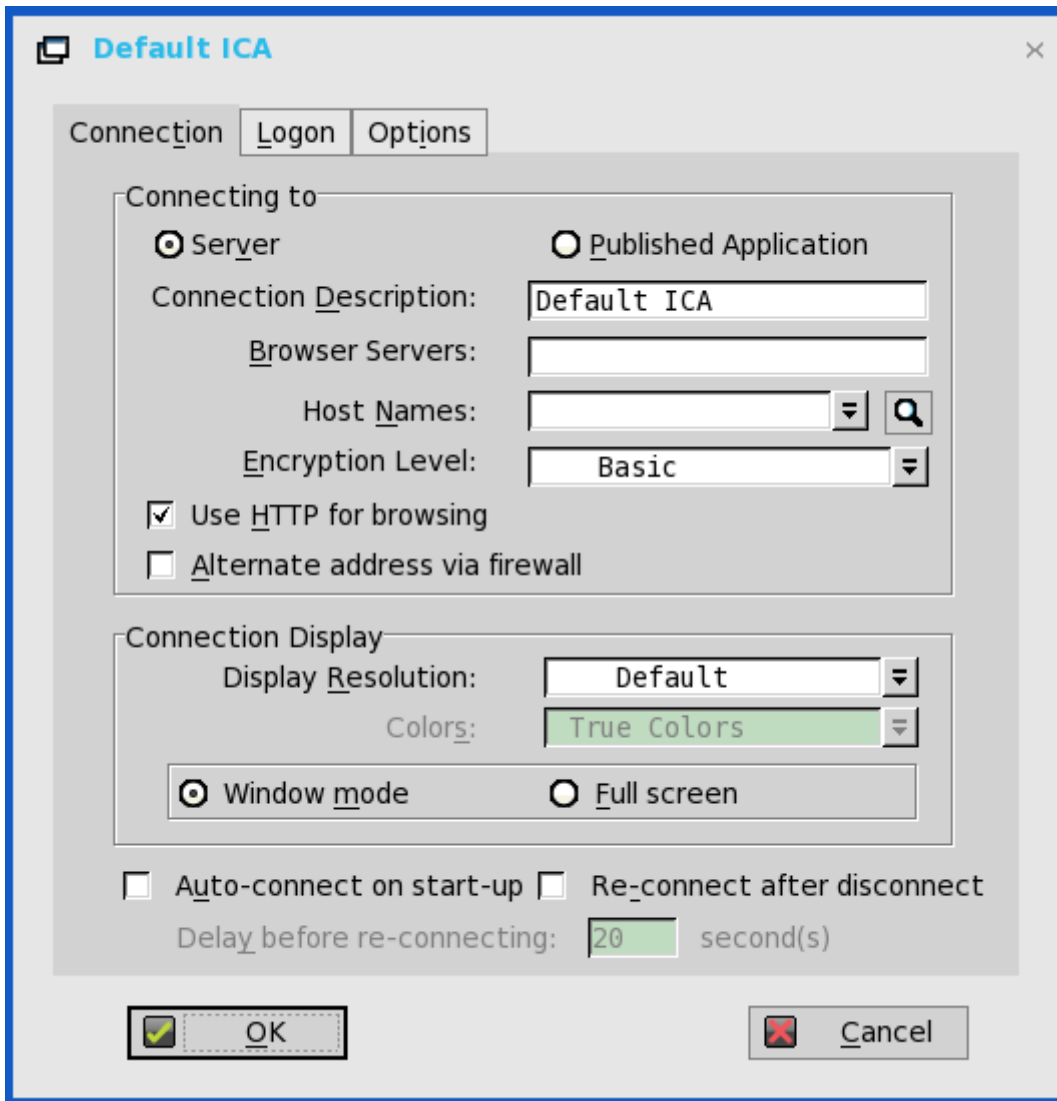 Default ICA
Connection Logon Options
Connecting to
Server Published Application
Connection Description: Default ICA
Browser Servers:
Host Names:
Encryption Level: Basic
Use HTTP for browsing
Alternate address via firewall
Connection Display
Display Resolution: Default
Colors: True Colors
Window mode Full screen
Auto-connect on start-up Re-connect after disconnect
Delay before re-connecting: 20 second(s)
OK Cancel